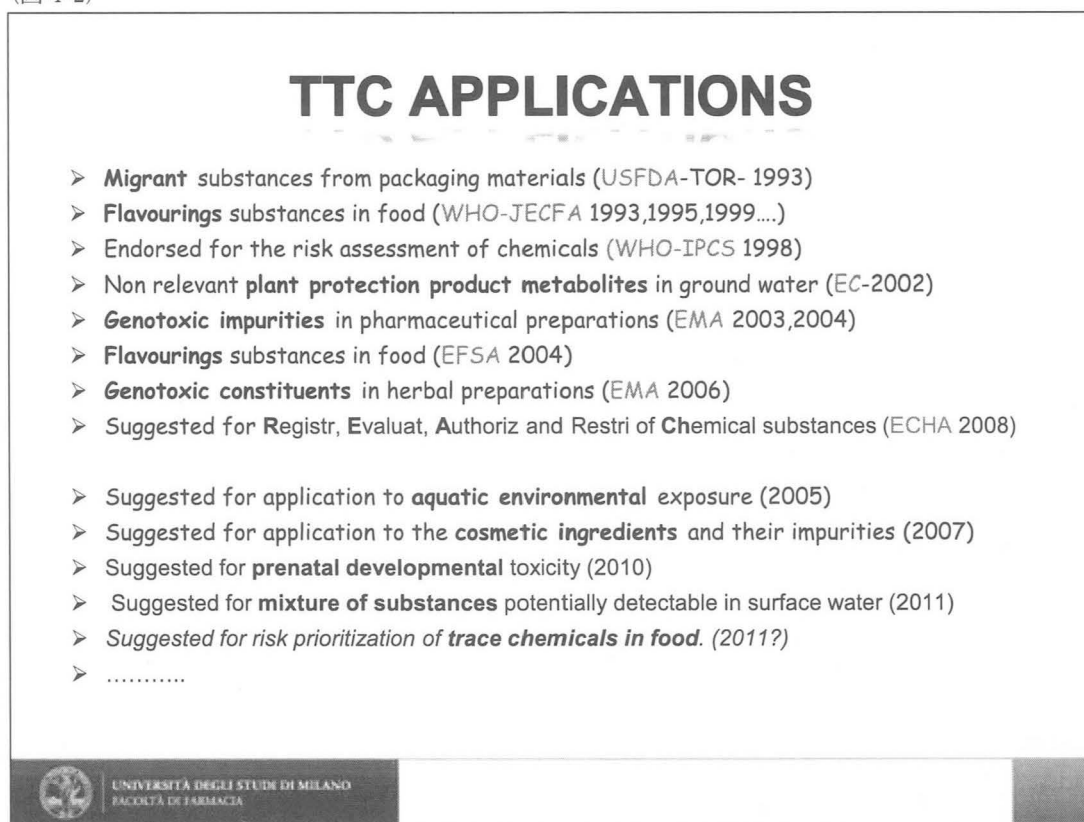 TTC APPLICATIONS
➢ Migrant substances from packaging materials (USFDA-TOR- 1993)
➢ Flavourings substances in food (WHO-JECFA 1993,1995,1999....)
➢ Endorsed for the risk assessment of chemicals (WHO-IPCS 1998)
➢ Non relevant plant protection product metabolites in ground water (EC-2002)
➢ Genotoxic impurities in pharmaceutical preparations (EMA 2003,2004)
➢ Flavourings substances in food (EFSA 2004)
➢ Genotoxic constituents in herbal preparations (EMA 2006)
➢ Suggested for Registr, Evaluat, Authoriz and Restri of Chemical substances (ECHA 2008)
➢ Suggested for application to aquatic environmental exposure (2005)
➢ Suggested for application to the cosmetic ingredients and their impurities (2007)
➢ Suggested for prenatal developmental toxicity (2010)
➢ Suggested for mixture of substances potentially detectable in surface water (2011)
➢ Suggested for risk prioritization of trace chemicals in food. (2011?)
➢ ...........
UNIVERSITÀ DEGLI STUDI DI MILANO
FACOLTÀ DI FARMACIA